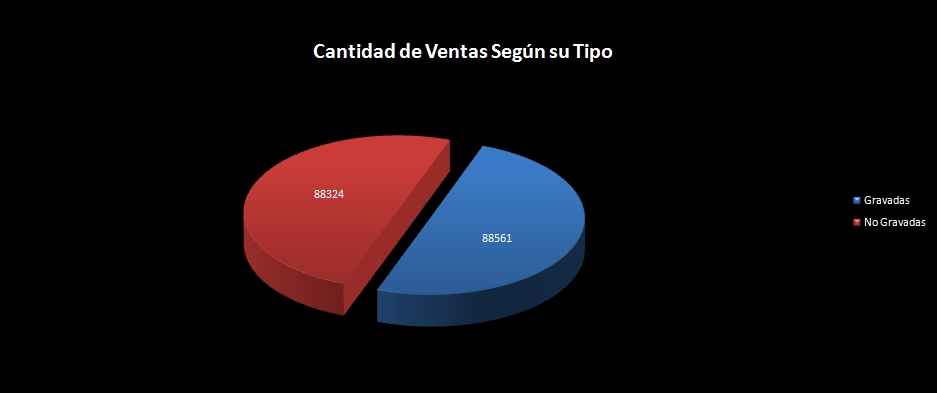 Cantidad de Ventas Según su Tipo
88324
88561
Gravadas
No Gravadas